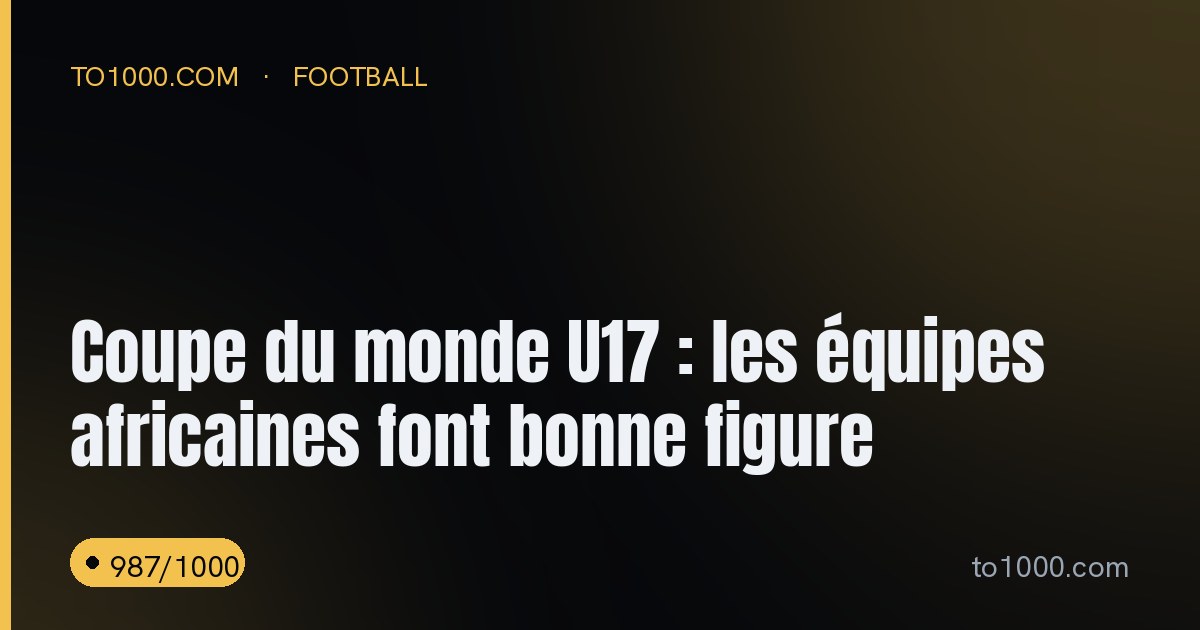 TO1000.COM · FOOTBALL
Coupe du monde U17 : les équipes
africaines font bonne figure
987/1000
to1000.com